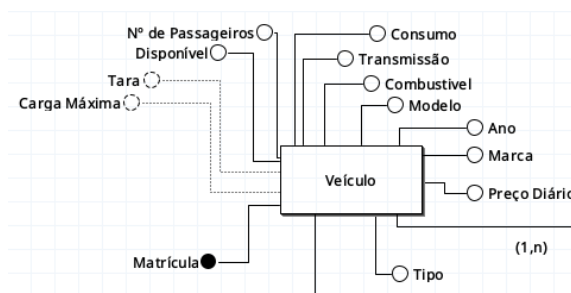 Nº de Passageiros
Consumo
Disponível
Transmissão
Tara
Combustivel
Carga Máxima
Modelo
Ano
Marca
Veículo
Preço Diário
(1,n)
Matrícula
Tipo